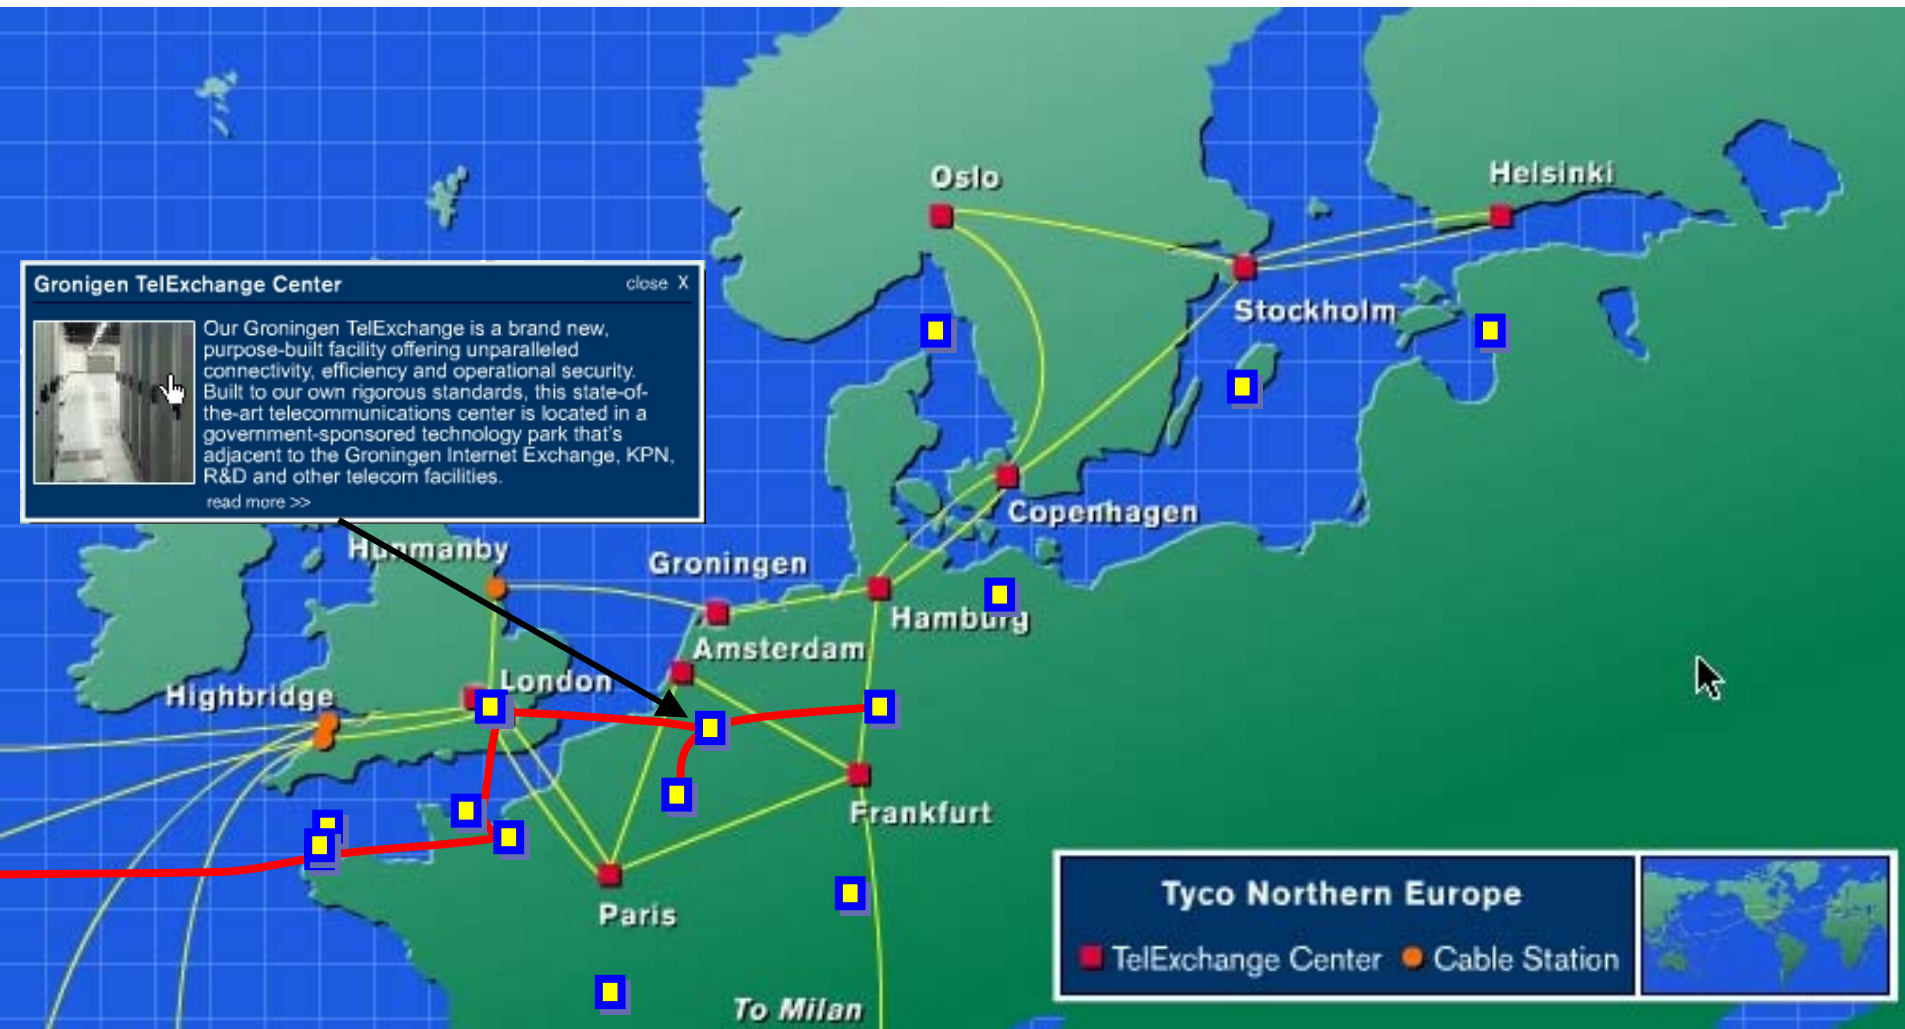 Oslo
Helsinki
Stockholm
Gronigen TelExchange Center
close X
Our Groningen TelExchange is a brand new,
purpose-built facility offering unparalleled
connectivity, efficiency and operational security.
Built to our own rigorous standards, this state-of-
the-art telecommunications center is located in a
government-sponsored technology park that's
adjacent to the Groningen Internet Exchange, KPN,
R&D and other telecom facilities.
read more >>
Copenhagen
Hunmanby
Groningen
Hamburg
Amsterdam
London
Highbridge
Frankfurt
Paris
To Milan
Tyco Northern Europe
TelExchange Center
Cable Station